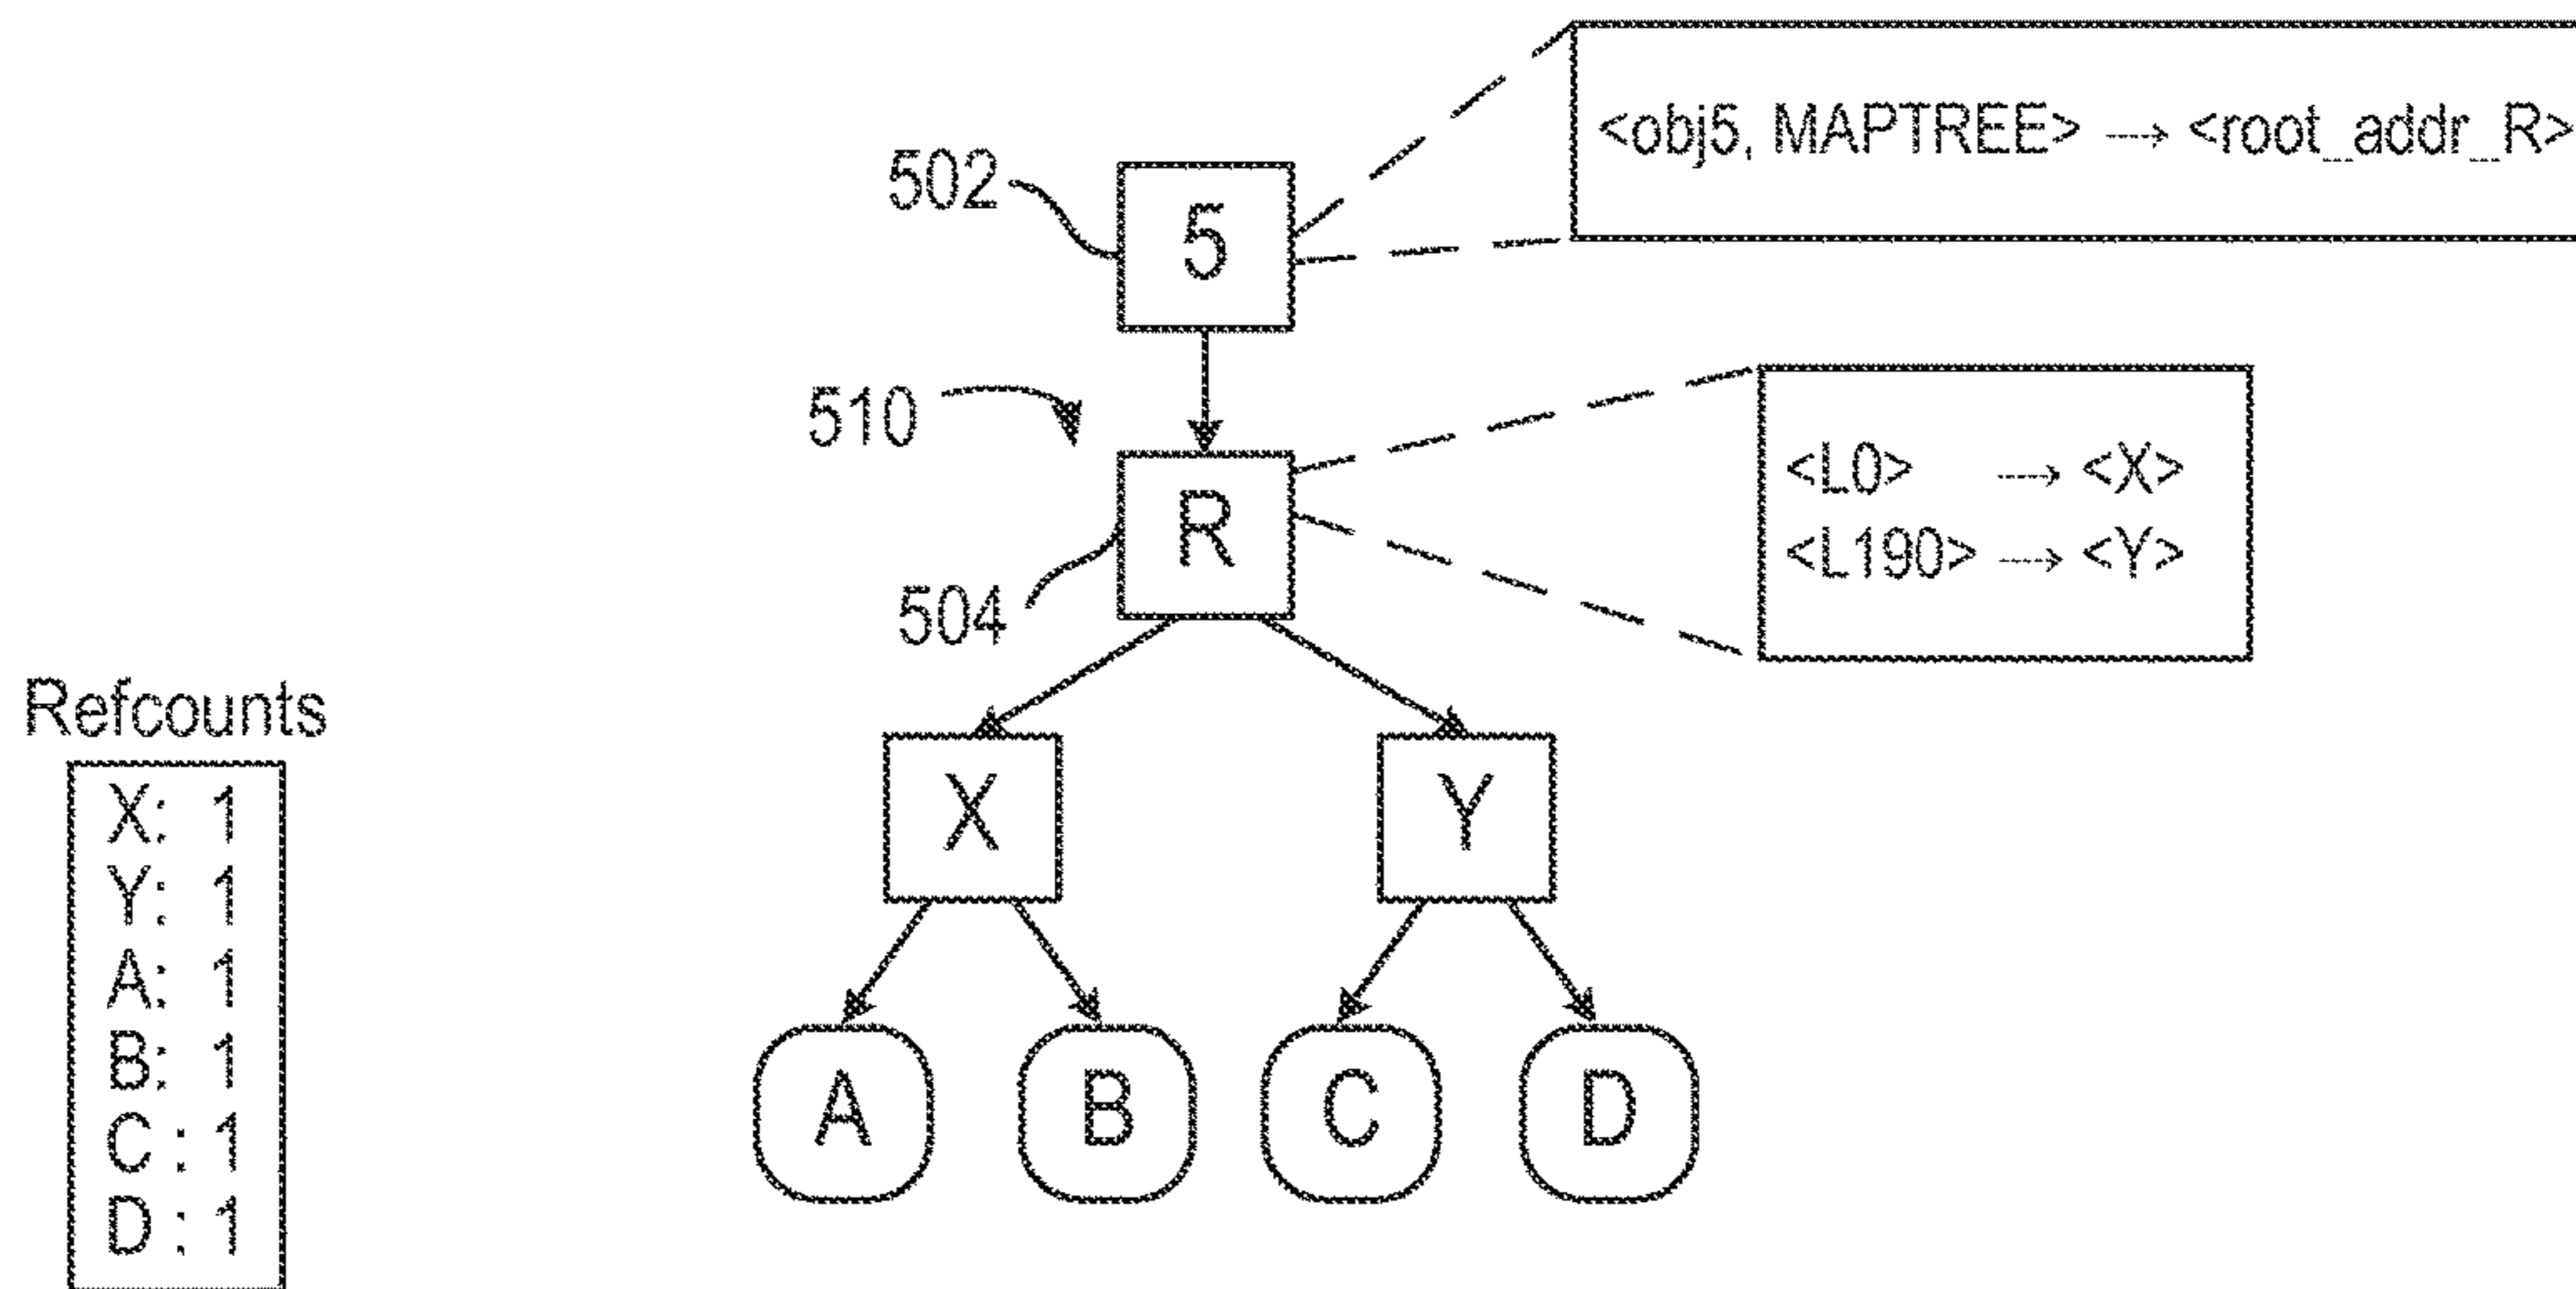 <obj5, MAPTREE> → <root_addr_R>
502
5
510
<L0> → <X>
R
<L190> → <Y>
504
Refcounts
X: 1
Y: 1
A: 1
B: 1
C : 1
D : 1
X
Y
A
B
C
D